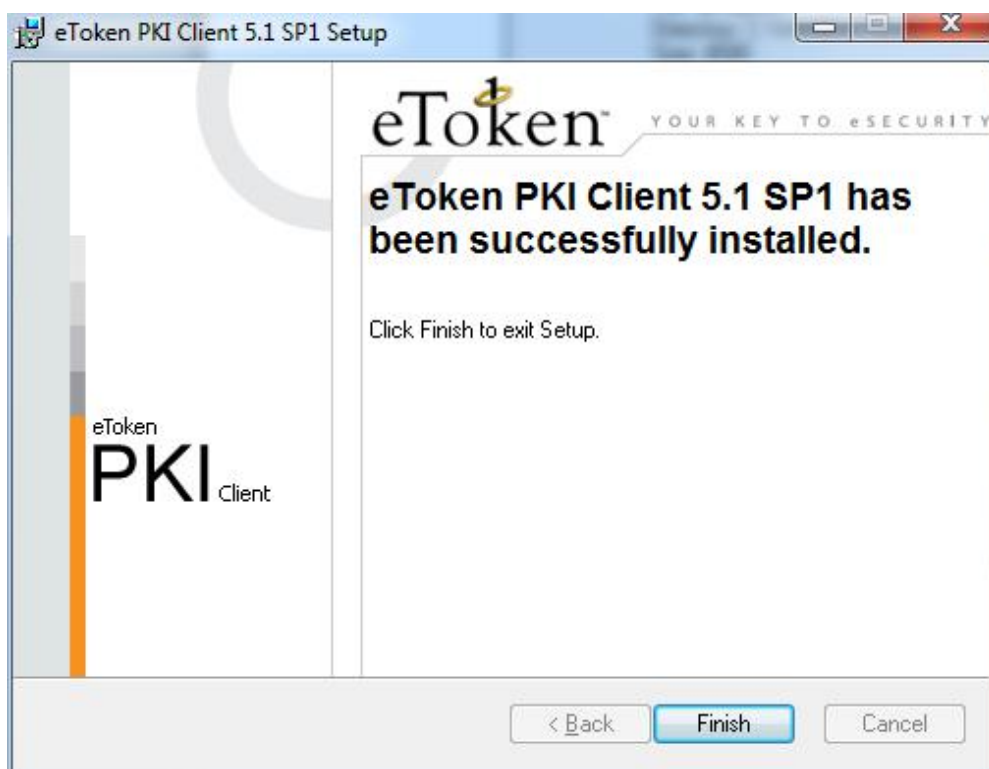 eToken PKI Client 5.1 SP1 Setup
eToken™ YOUR KEY TO eSECURITY
eToken PKI Client 5.1 SP1 has
been successfully installed.
Click Finish to exit Setup.
eToken
PKI Client
< Back Finish Cancel